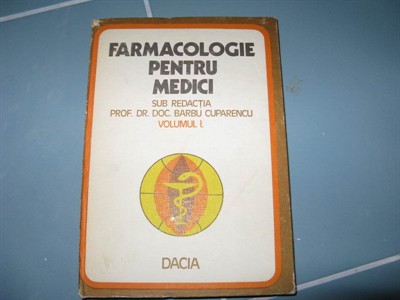 FARMACOLOGIE
PENTRU
MEDICI
SUB REDACȚIA
PROF. DR. DOC. BARBU CUPARENCU
VOLUMUL I.
DACIA